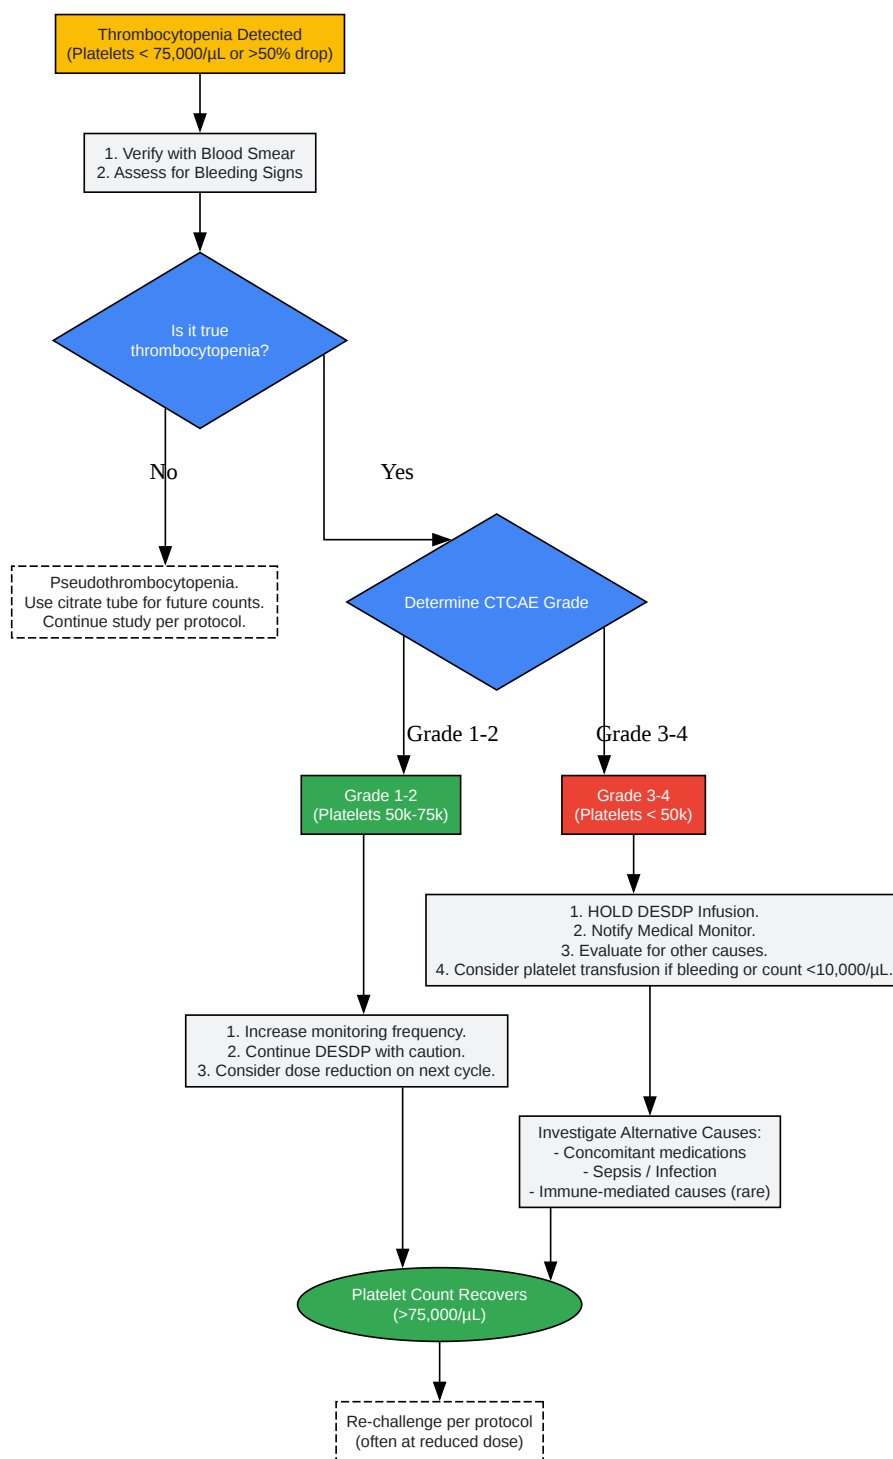 Thrombocytopenia Detected
(Platelets < 75,000/µL or >50% drop)
1. Verify with Blood Smear
2. Assess for Bleeding Signs
Is it true
thrombocytopenia?
No
Yes
Pseudothrombocytopenia.
Use citrate tube for future counts.
Continue study per protocol.
Determine CTCAE Grade
Grade 1-2
Grade 3-4
Grade 1-2
(Platelets 50k-75k)
Grade 3-4
(Platelets < 50k)
1. HOLD DESDP Infusion.
2. Notify Medical Monitor.
3. Evaluate for other causes.
4. Consider platelet transfusion if bleeding or count <10,000/µL.
1. Increase monitoring frequency.
2. Continue DESDP with caution.
3. Consider dose reduction on next cycle.
Investigate Alternative Causes:
- Concomitant medications
- Sepsis / Infection
- Immune-mediated causes (rare)
Platelet Count Recovers
(>75,000/µL)
Re-challenge per protocol
(often at reduced dose)